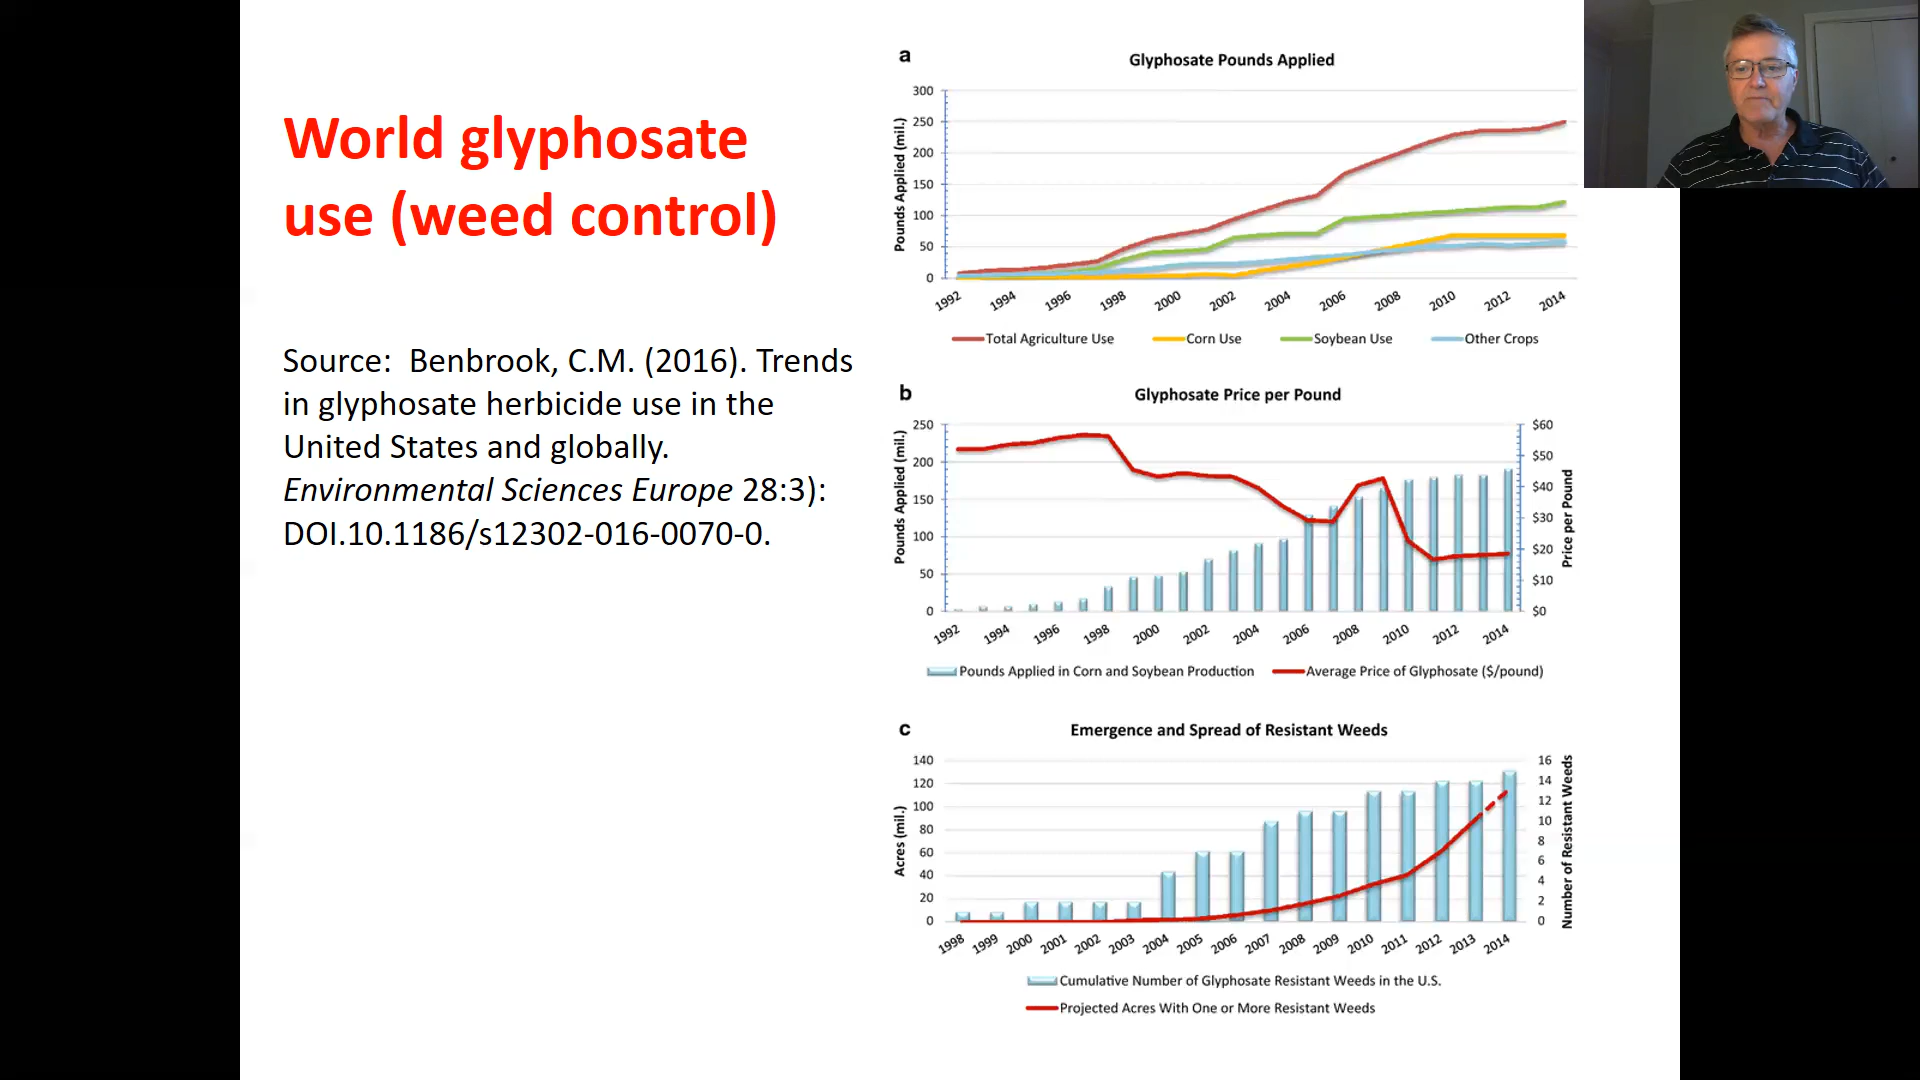 World glyphosate
use (weed control)
Source:  Benbrook, C.M. (2016). Trends
in glyphosate herbicide use in the
United States and globally.
Environmental Sciences Europe 28:3):
DOI.10.1186/s12302-016-0070-0.
a
Glyphosate Pounds Applied
Pounds Applied (mil.)
300
250
200
150
100
50
0
1992 1994 1996 1998 2000 2002 2004 2006 2008 2010 2012 2014
Total Agriculture Use Corn Use Soybean Use Other Crops
b
Glyphosate Price per Pound
Pounds Applied (mil.)
250
200
150
100
50
0
$60
$50
$40
$30
$20
$10
$0
Price per Pound
1992 1994 1996 1998 2000 2002 2004 2006 2008 2010 2012 2014
Pounds Applied in Corn and Soybean Production Average Price of Glyphosate ($/pound)
c
Emergence and Spread of Resistant Weeds
Acres (mil.)
140
120
100
80
60
40
20
0
16
14
12
10
8
6
4
2
0
Number of Resistant Weeds
1998 1999 2000 2001 2002 2003 2004 2005 2006 2007 2008 2009 2010 2011 2012 2013 2014
Cumulative Number of Glyphosate Resistant Weeds in the U.S.
Projected Acres With One or More Resistant Weeds